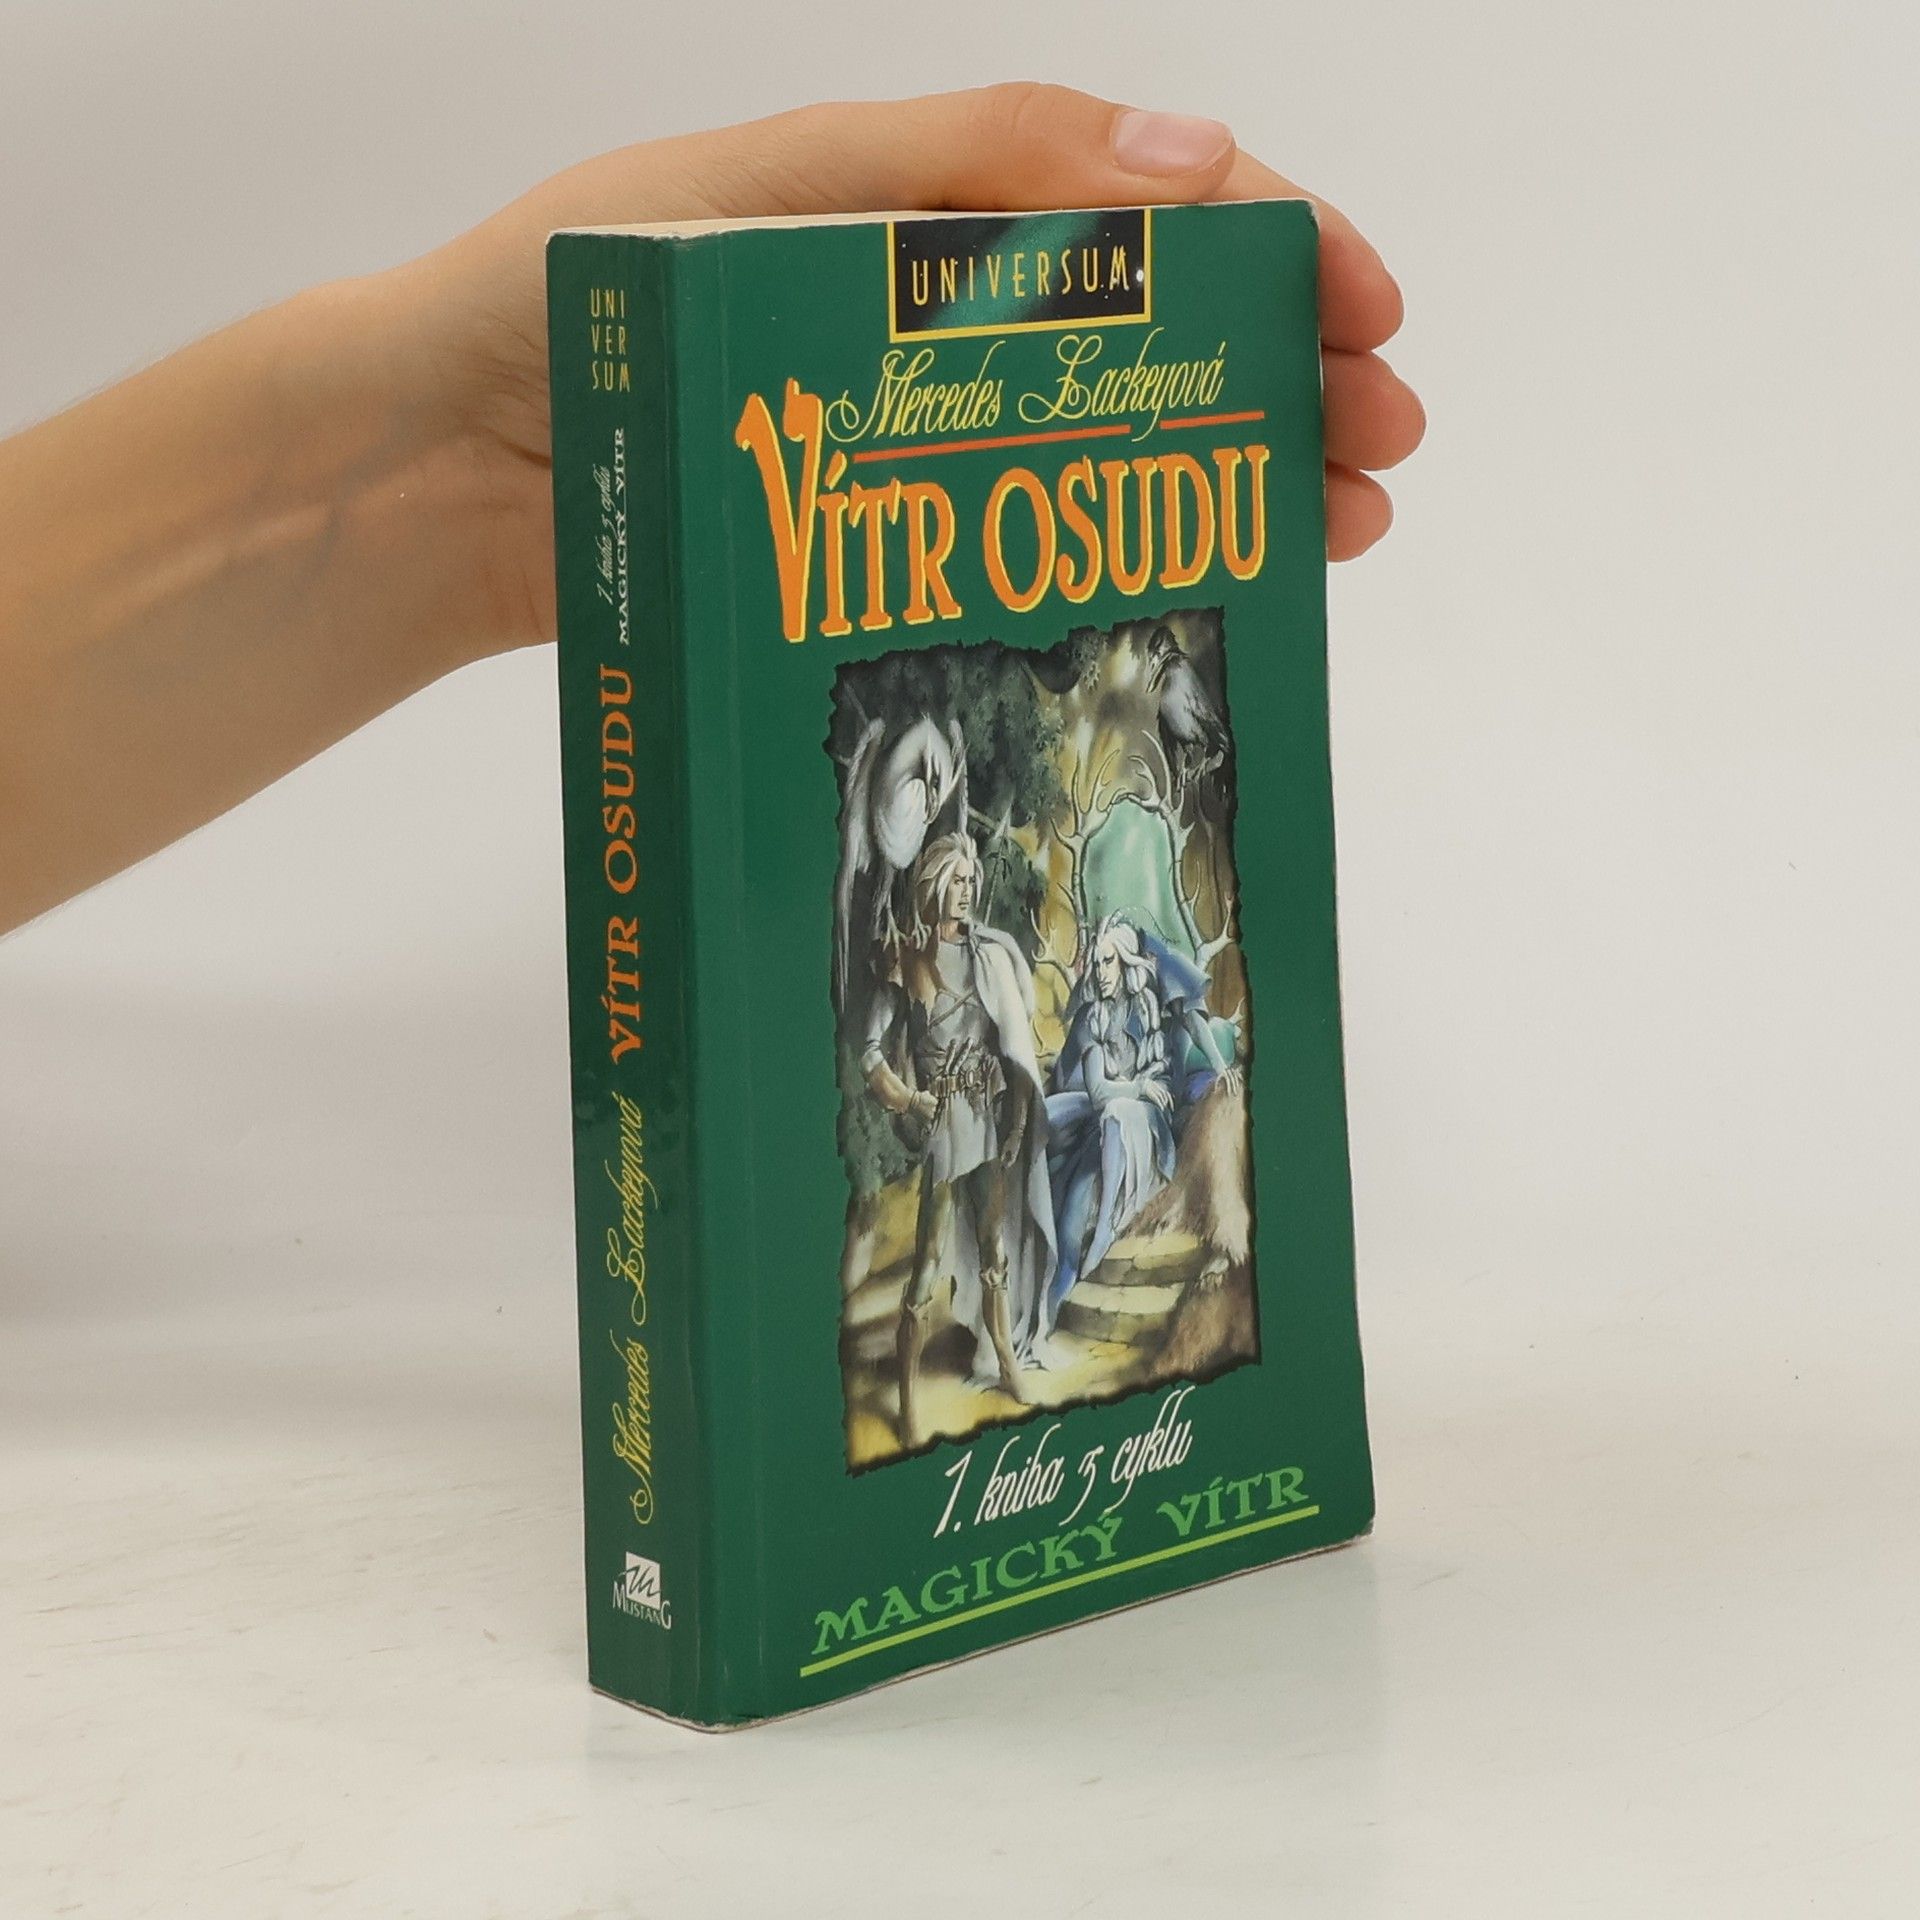 UNIVERSUM
Mercedes Lackeyová
VÍTR OSUDU
1. kniha z cyklu
MAGICKÝ VÍTR
UNI
VER
SUM
1. kniha z cyklu
MAGICKÝ VÍTR
VÍTR OSUDU
Mercedes Lackeyová
MUSTANG